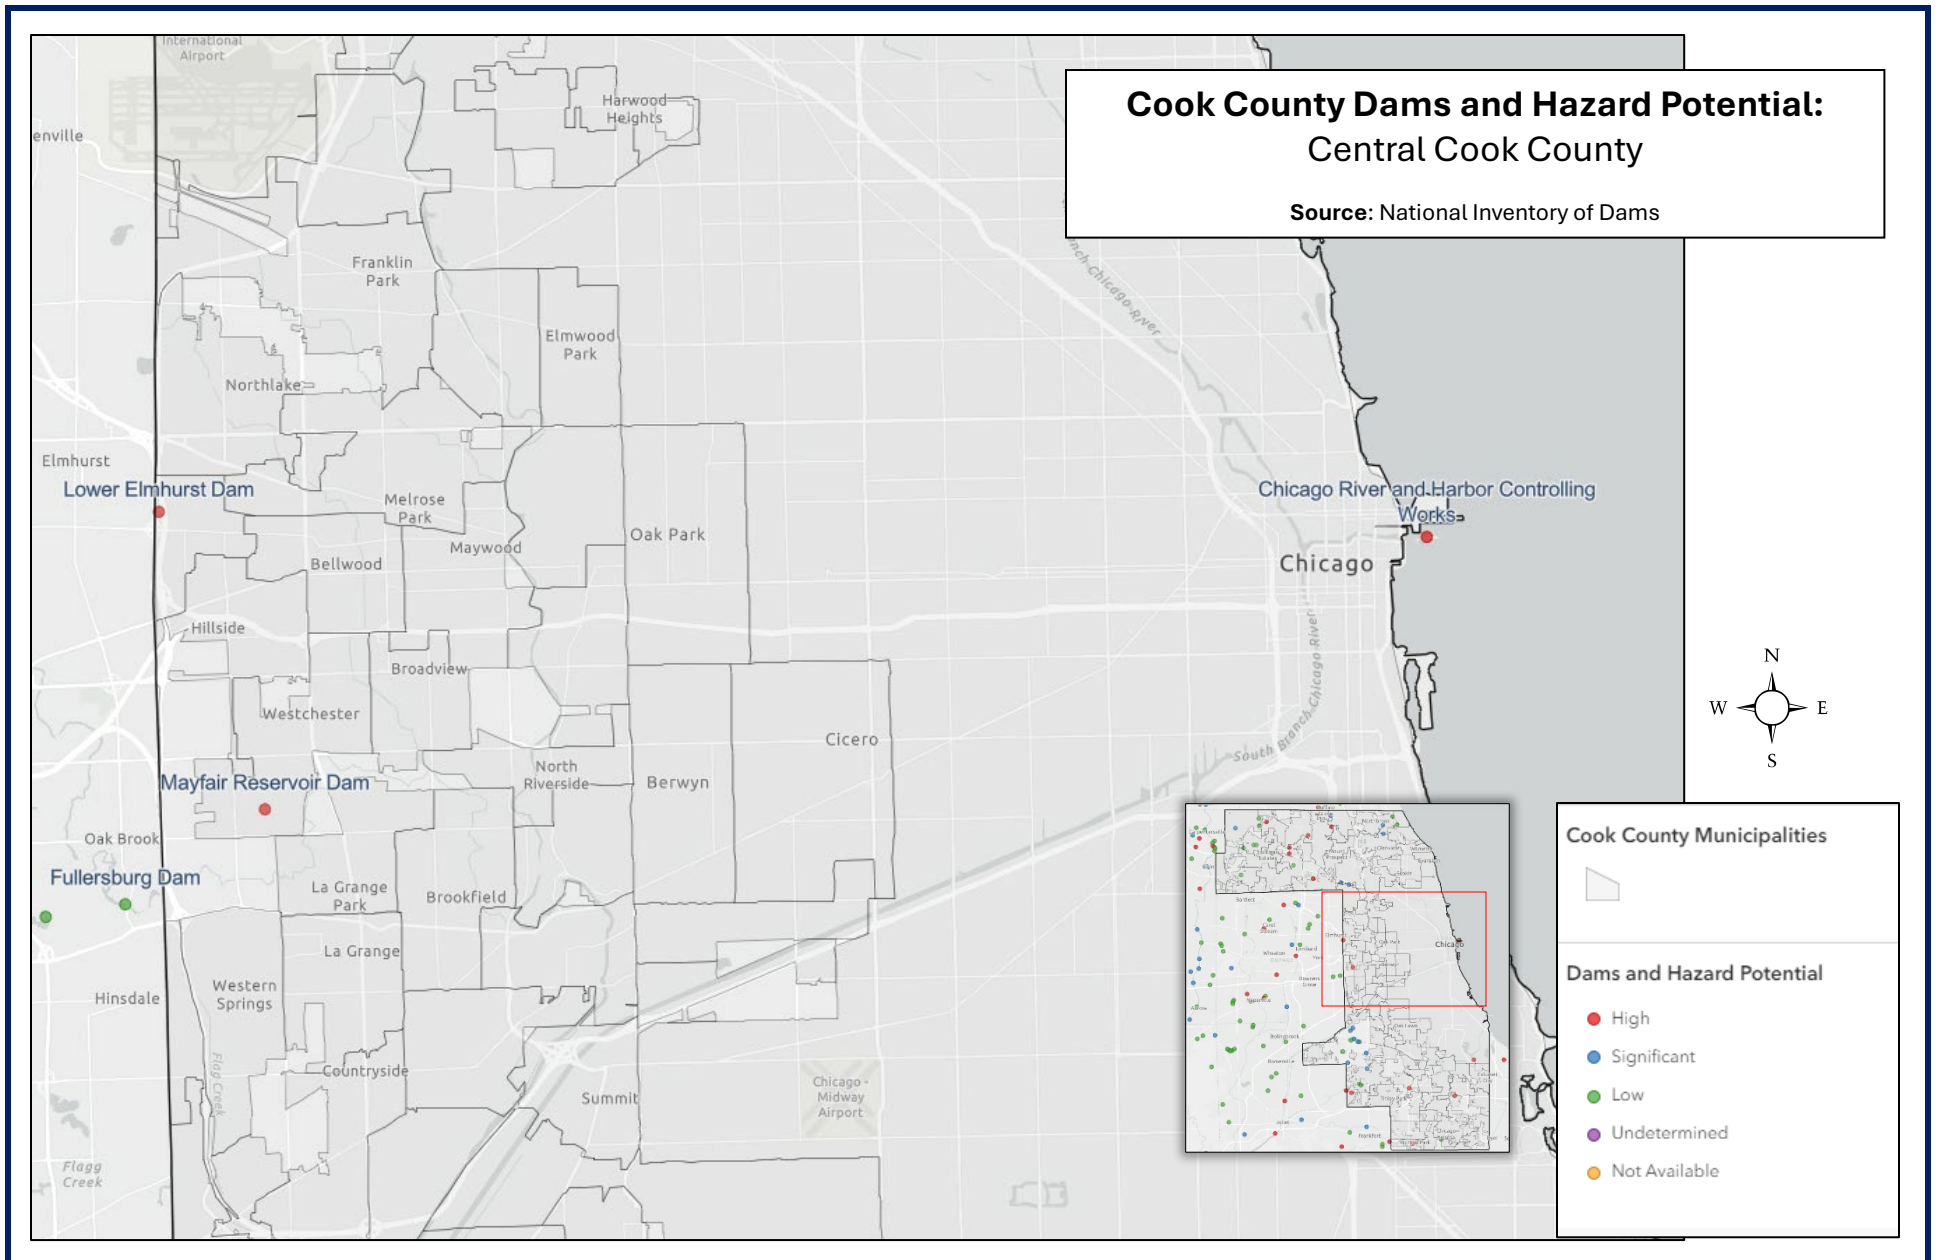 Cook County Dams and Hazard Potential:
Central Cook County
Source: National Inventory of Dams
International
Airport
enville
Harwood
Heights
Franklin
Park
Elmwood
Park
Northlake
Elmhurst
Lower Elmhurst Dam
Melrose
Park
Maywood
Oak Park
Bellwood
Hillside
Broadview
Westchester
Mayfair Reservoir Dam
North
Riverside
Berwyn
Cicero
Oak Brook
Fullersburg Dam
La Grange
Park
Brookfield
La Grange
Western
Springs
Hinsdale
Countryside
Flag Creek
Flagg
Creek
Summit
Chicago -
Midway
Airport
nch Chicago River
Chicago River and Harbor Controlling
Works
Chicago
South Branch Chicago River
N
W
E
S
Chicago
Cook County Municipalities
Dams and Hazard Potential
High
Significant
Low
Undetermined
Not Available